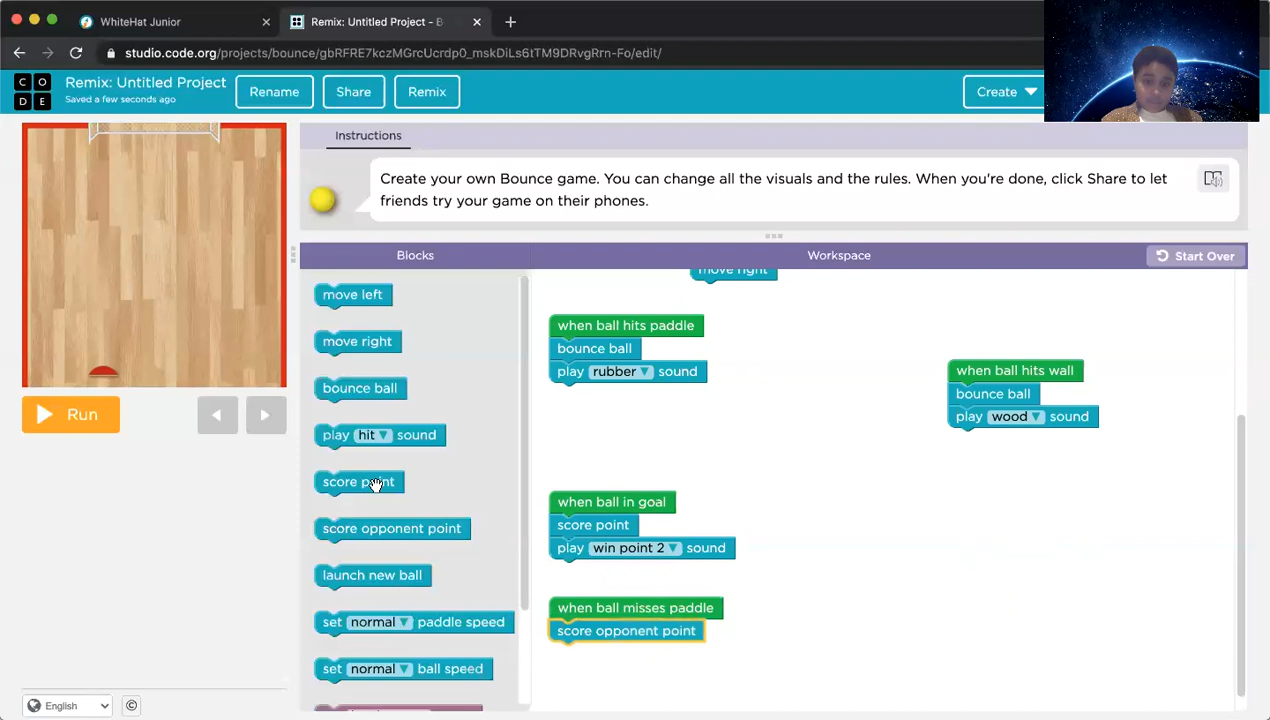 WhiteHat Junior
Remix: Untitled Project - B
studio.code.org/projects/bounce/gbRFRE7kczMGrcUcrdp0_mskDiLs6tTM9DRvgRrn-Fo/edit/
C O
D E
Remix: Untitled Project
Saved a few seconds ago
Rename
Share
Remix
Create
Instructions
Create your own Bounce game. You can change all the visuals and the rules. When you're done, click Share to let
friends try your game on their phones.
Blocks
Workspace
Start Over
move left
move right
bounce ball
play hit sound
score point
score opponent point
launch new ball
set normal paddle speed
set normal ball speed
move right
when ball hits paddle
bounce ball
play rubber sound
when ball hits wall
bounce ball
play wood sound
when ball in goal
score point
play win point 2 sound
when ball misses paddle
score opponent point
Run
English
©